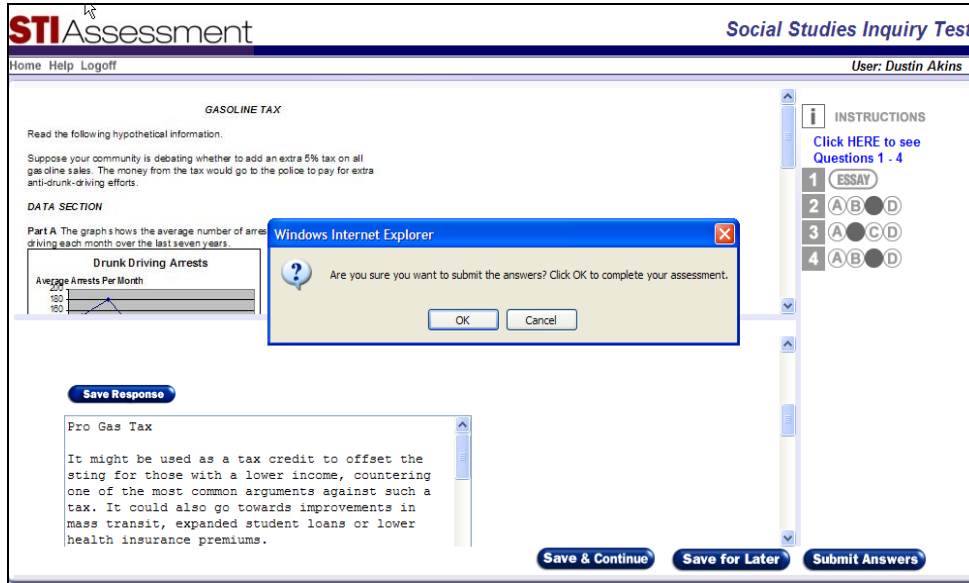 STIAssessment
Social Studies Inquiry Test
Home Help Logoff
User: Dustin Akins
GASOLINE TAX
Read the following hypothetical information.
Suppose your community is debating whether to add an extra 5% tax on all
gasoline sales. The money from the tax would go to the police to pay for extra
anti-drunk-driving efforts.
DATA SECTION
Part A The graph shows the average number of arres
driving each month over the last seven years.
Drunk Driving Arrests
Average Arrests Per Month
200
180
160
Windows Internet Explorer
Are you sure you want to submit the answers? Click OK to complete your assessment.
OK Cancel
i INSTRUCTIONS
Click HERE to see
Questions 1 - 4
1 ESSAY
2 A B D
3 A C D
4 A B D
Save Response
Pro Gas Tax
It might be used as a tax credit to offset the
sting for those with a lower income, countering
one of the most common arguments against such a
tax. It could also go towards improvements in
mass transit, expanded student loans or lower
health insurance premiums.
Save & Continue Save for Later Submit Answers